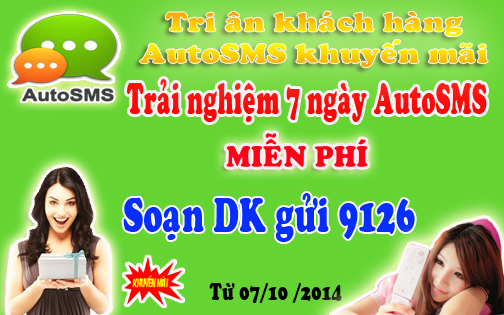 Tri ân khách hàng
AutoSMS khuyến mãi
AutoSMS
Trải nghiệm 7 ngày AutoSMS
MIỄN PHÍ
Soạn DK gửi 9126
KHUYẾN MÃI
Từ 07/10 /2014